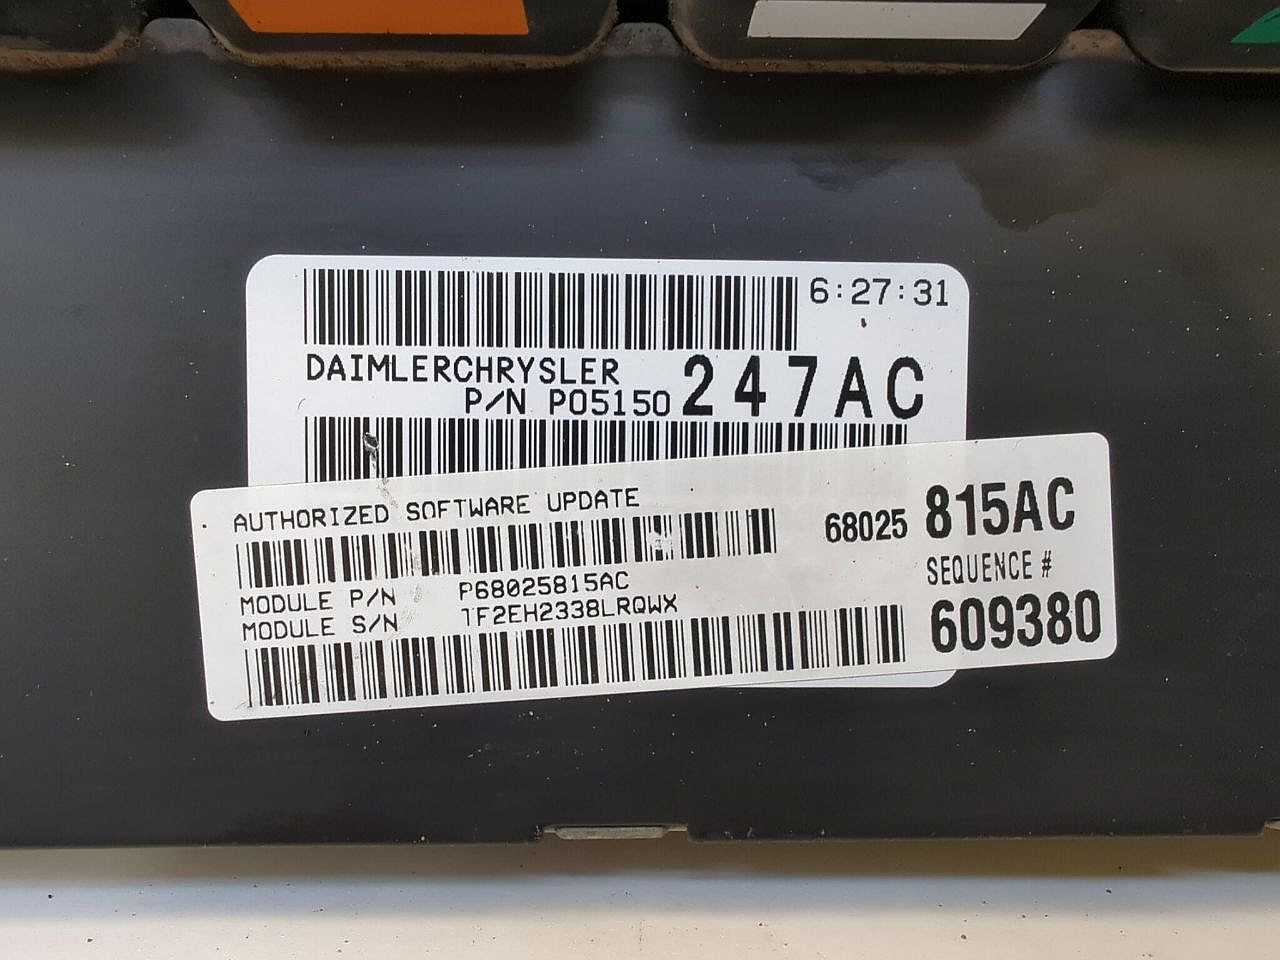 6:27:31
DAIMLERCHRYSLER
P/N P05150 247AC
AUTHORIZED SOFTWARE UPDATE
68025 815AC
MODULE P/N P68025815AC
SEQUENCE #
MODULE S/N TF2EH2338LRQWX
609380